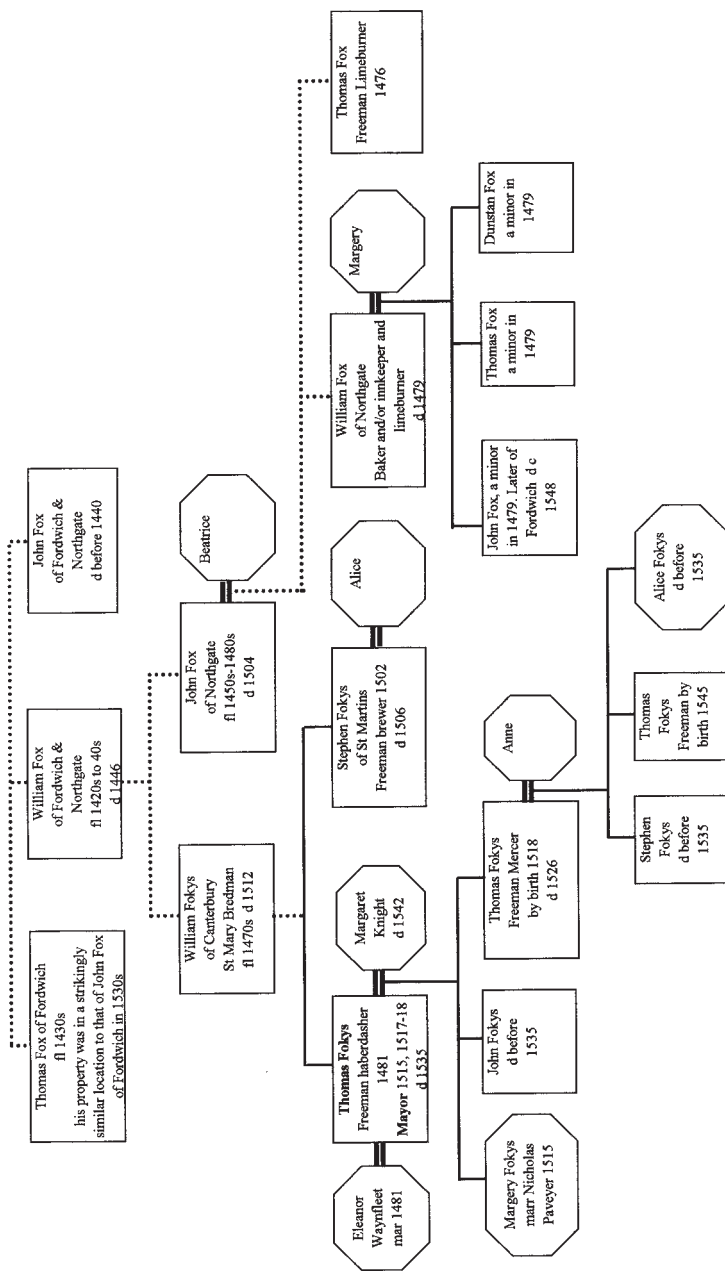 Thomas Fox of Fordwich
fl 1430s
his property was in a strikingly
similar location to that of John Fox
of Fordwich in 1530s
William Fox
of Fordwich &
Northgate
fl 1420s to 40s
d 1446
John Fox
of Fordwich &
Northgate
d before 1440
William Fokys
of Canterbury
St Mary Bredman
fl 1470s d 1512
John Fox
of Northgate
fl 1450s-1480s
d 1504
Beatrice
Eleanor
Waynfleet
mar 1481
Thomas Fokys
Freeman haberdasher
1481
Mayor 1515, 1517-18
d 1535
Margaret
Knight
d 1542
Stephen Fokys
of St Martins
Freeman brewer 1502
d 1506
Alice
William Fox
of Northgate
Baker and/or innkeeper and
limeburner
d 1479
Margery
Thomas Fox
Freeman Limeburner
1476
Margery Fokys
marr Nicholas
Paveyer 1515
John Fokys
d before
1535
Thomas Fokys
Freeman Mercer
by birth 1518
d 1526
Anne
John Fox, a minor
in 1479. Later of
Fordwich d c
1548
Thomas Fox
a minor in
1479
Dunstan Fox
a minor in
1479
Stephen
Fokys
d before
1535
Thomas
Fokys
Freeman by
birth 1545
Alice Fokys
d before
1535